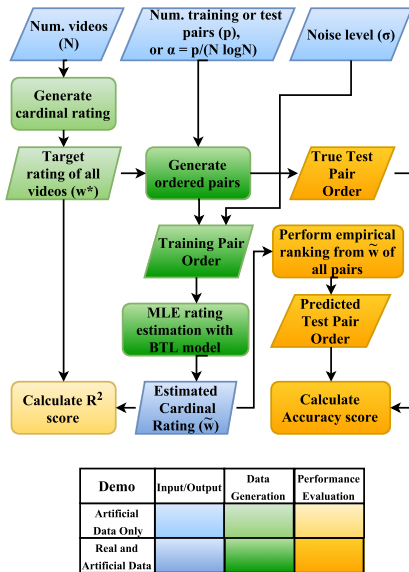 Num. videos
(N)
Num. training or test
pairs (p),
or α = p/(N logN)
Noise level (σ)
Generate
cardinal rating
Target
rating of all
videos (w*)
Generate
ordered pairs
True Test
Pair
Order
Training Pair
Order
Perform empirical
ranking from w̃ of
all pairs
MLE rating
estimation with
BTL model
Predicted
Test Pair
Order
Calculate R²
score
Estimated
Cardinal
Rating (w̃)
Calculate
Accuracy score
Demo
Input/Output
Data
Generation
Performance
Evaluation
Artificial
Data Only
Real and
Artificial Data